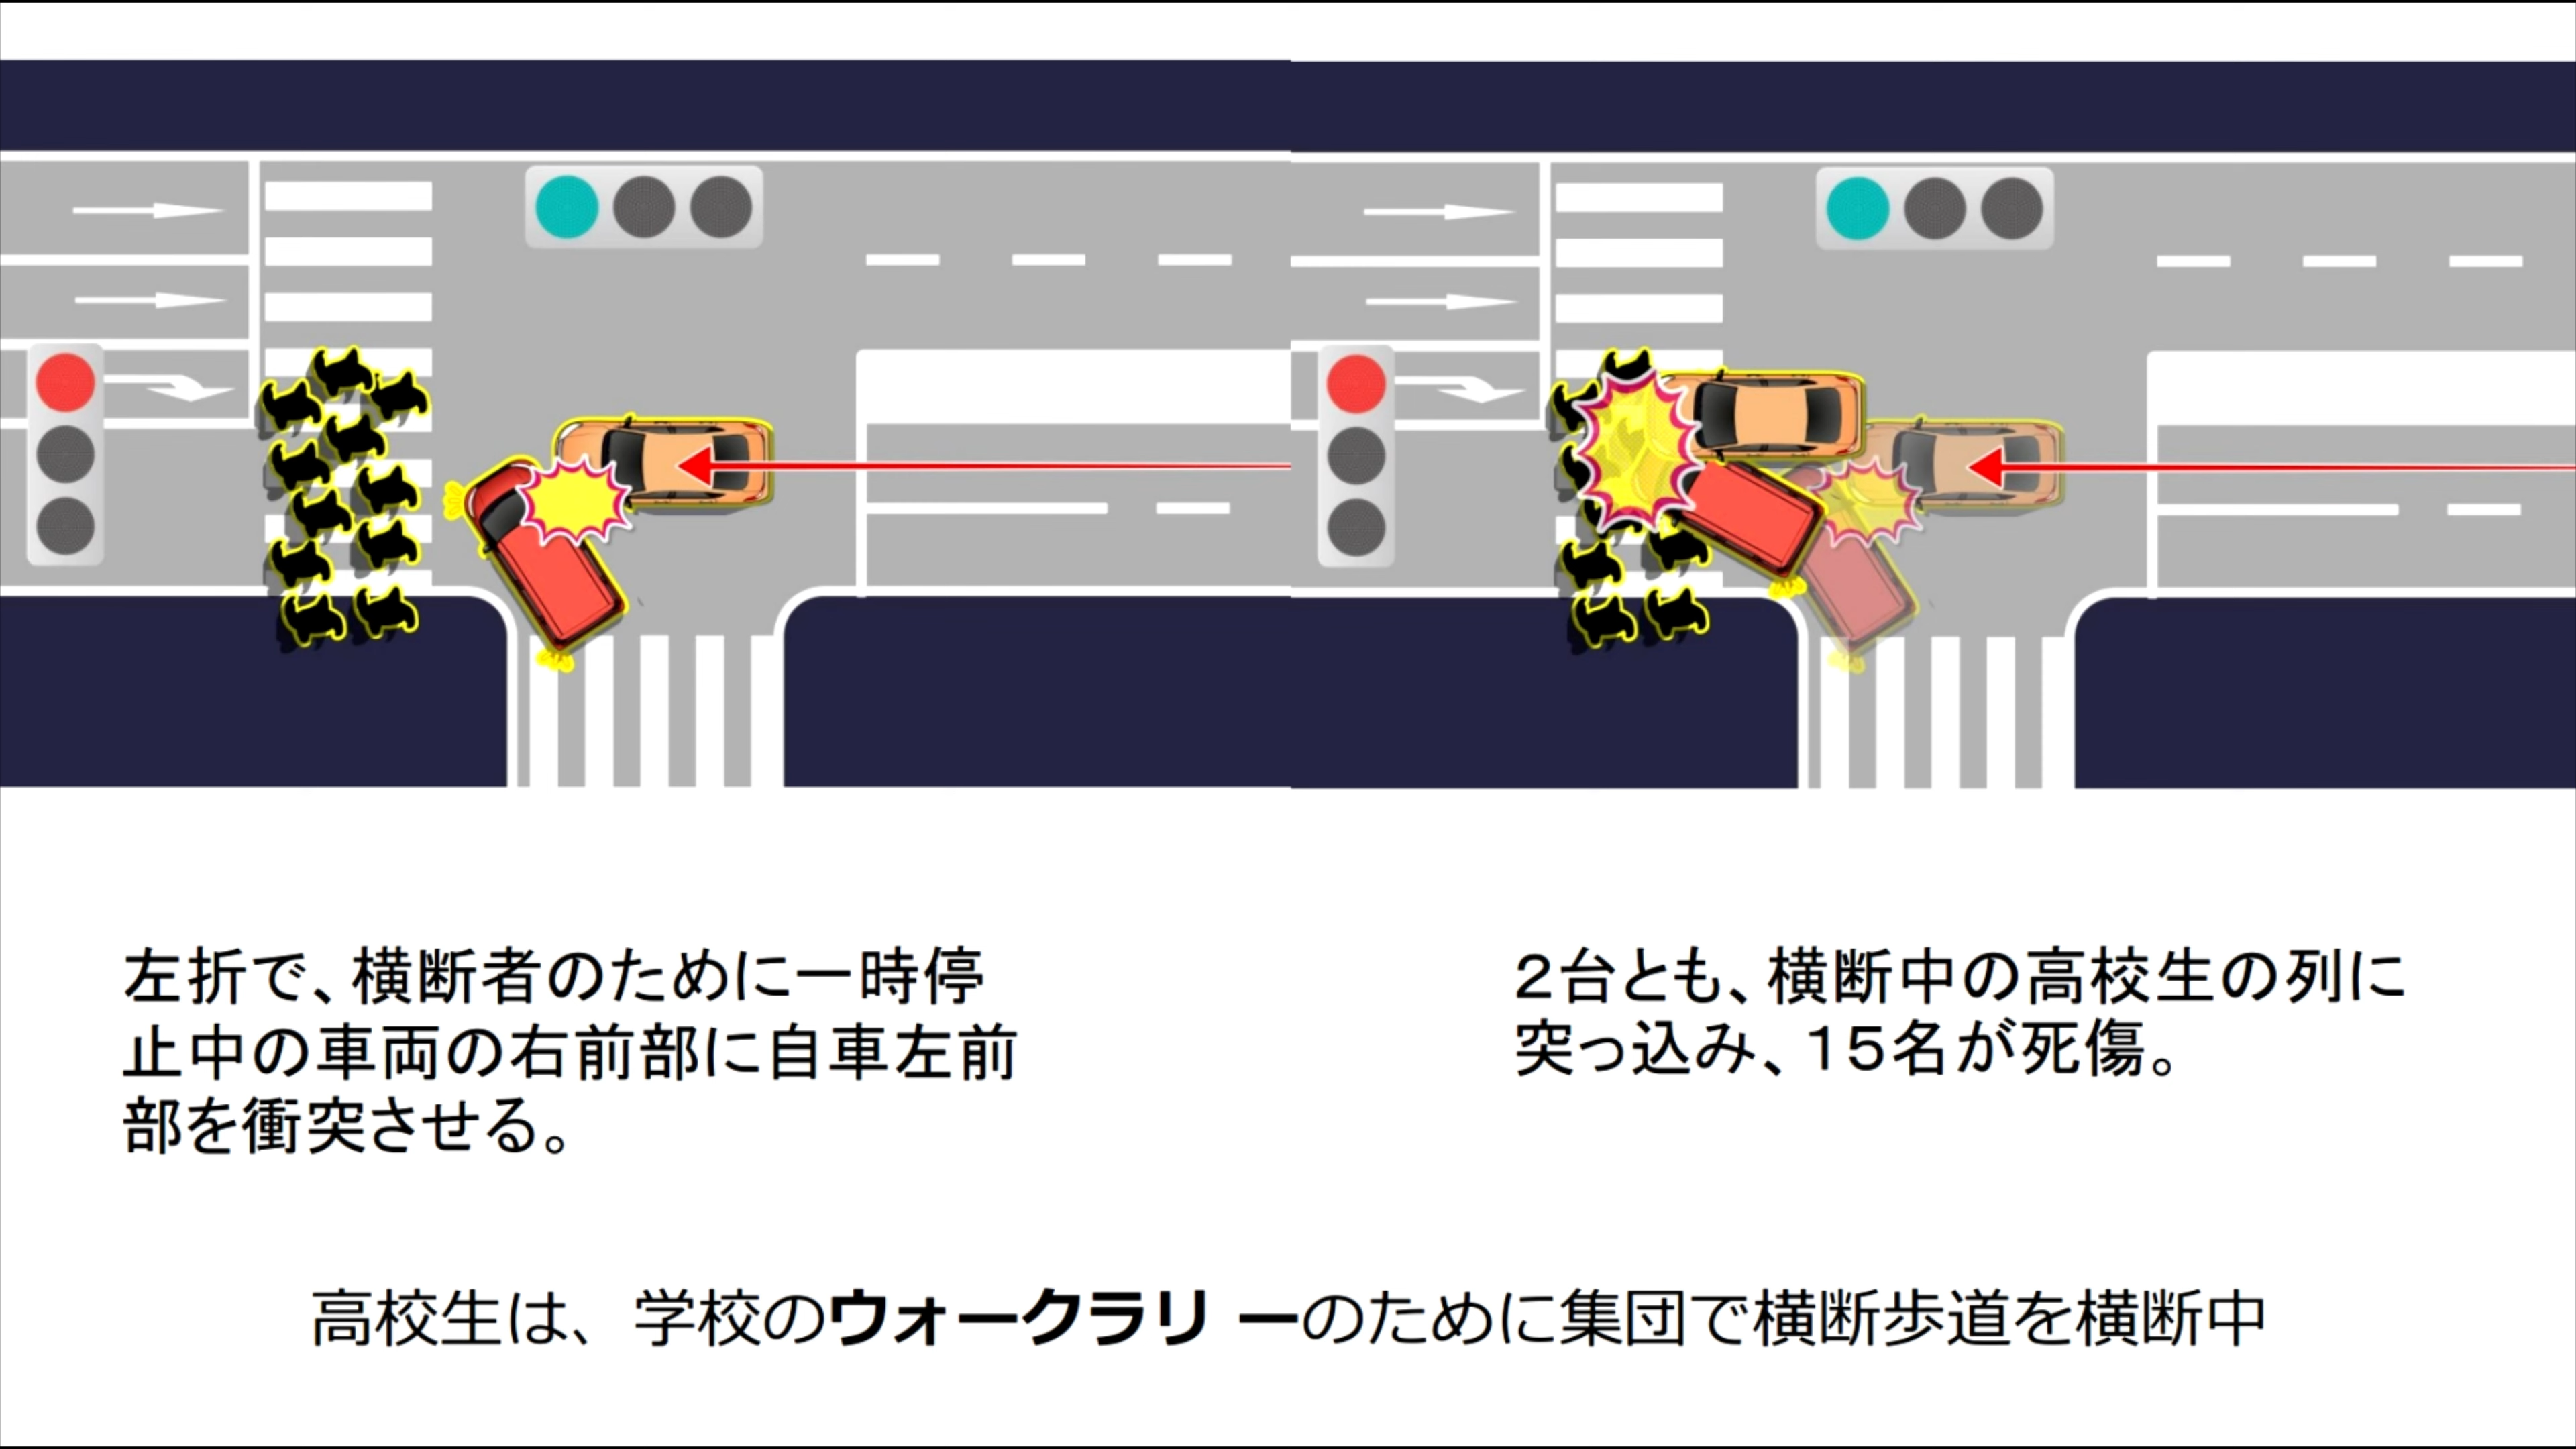 左折で、横断者のために一時停
止中の車両の右前部に自車左前
部を衝突させる。
２台とも、横断中の高校生の列に
突っ込み、１５名が死傷。
高校生は、学校のウォークラリーのために集団で横断歩道を横断中